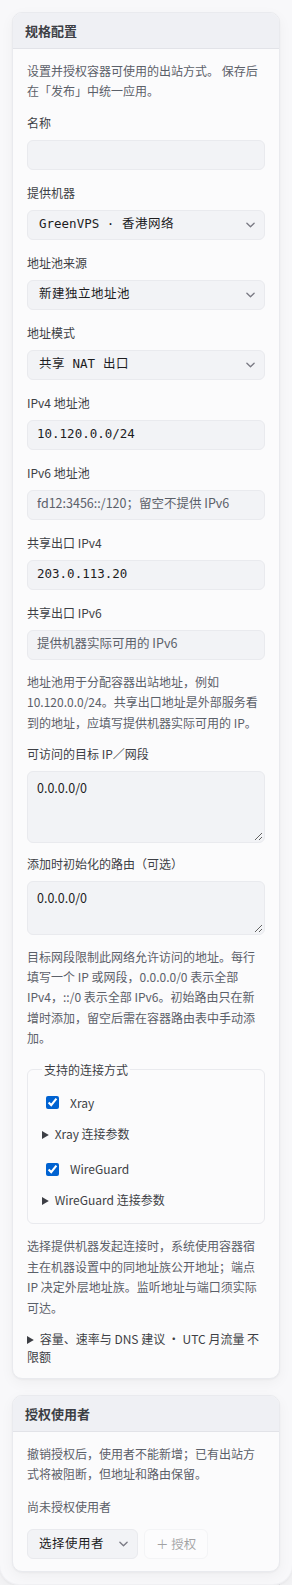 规格配置
设置并授权容器可使用的出站方式。 保存后
在「发布」中统一应用。
名称
提供机器
GreenVPS · 香港网络
地址池来源
新建独立地址池
地址模式
共享 NAT 出口
IPv4 地址池
10.120.0.0/24
IPv6 地址池
fd12:3456::/120；留空不提供 IPv6
共享出口 IPv4
203.0.113.20
共享出口 IPv6
提供机器实际可用的 IPv6
地址池用于分配容器出站地址，例如
10.120.0.0/24。共享出口地址是外部服务看
到的地址，应填写提供机器实际可用的 IP。
可访问的目标 IP／网段
0.0.0.0/0
添加时初始化的路由（可选）
0.0.0.0/0
目标网段限制此网络允许访问的地址。每行
填写一个 IP 或网段，0.0.0.0/0 表示全部
IPv4，::/0 表示全部 IPv6。初始路由只在新
增时添加，留空后需在容器路由表中手动添
加。
支持的连接方式
Xray
Xray 连接参数
WireGuard
WireGuard 连接参数
选择提供机器发起连接时，系统使用容器宿
主在机器设置中的同地址族公开地址；端点
IP 决定外层地址族。监听地址与端口须实际
可达。
容量、速率与 DNS 建议 · UTC 月流量 不
限额
授权使用者
撤销授权后，使用者不能新增；已有出站方
式将被阻断，但地址和路由保留。
尚未授权使用者
选择使用者
＋ 授权